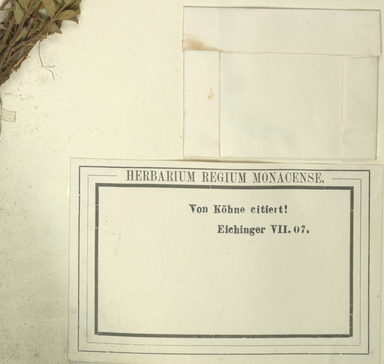 HERBARIUM REGIUM MONACENSE.
Von Köhne citiert!
Eichinger VII. 07.